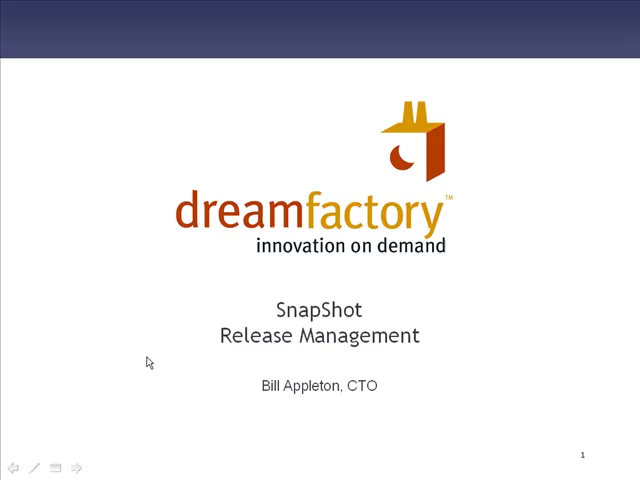 dreamfactory™
innovation on demand
SnapShot
Release Management
Bill Appleton, CTO
1